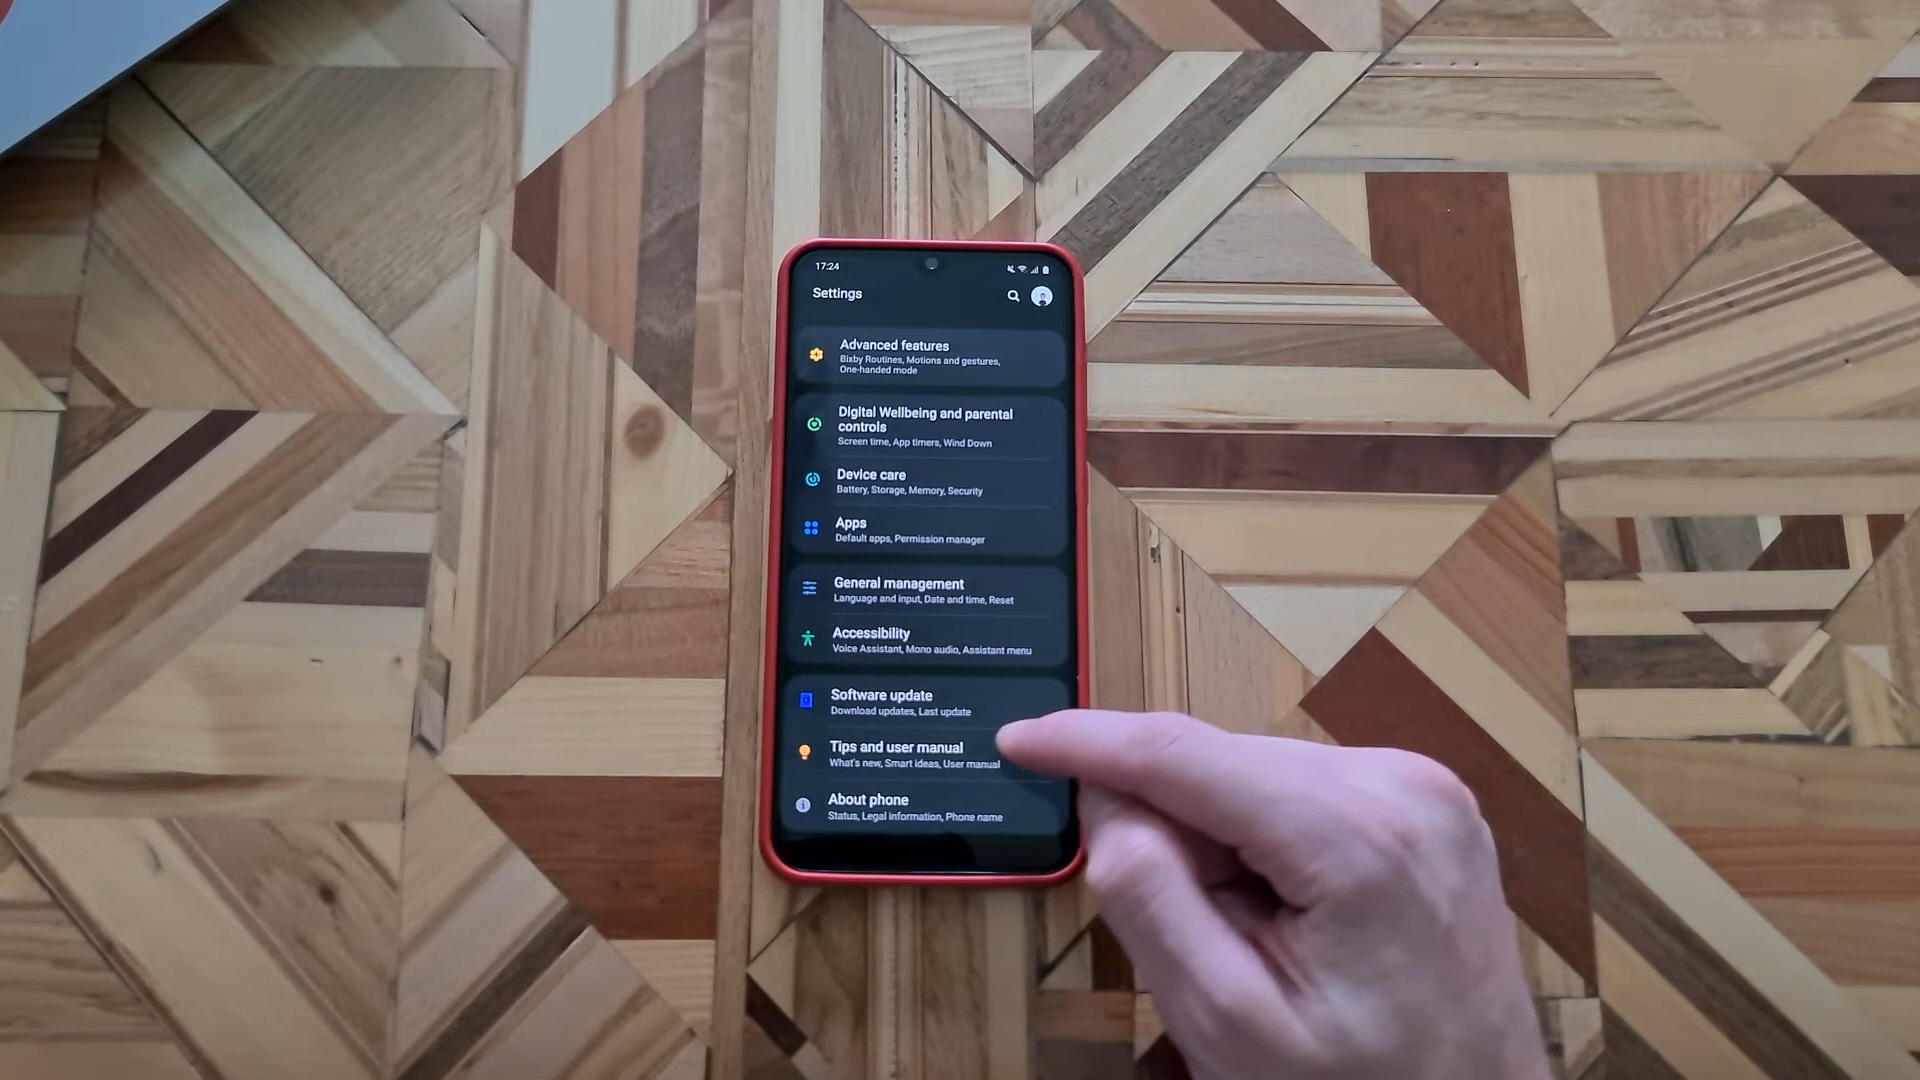 17:24
Settings
Advanced features
Bixby Routines, Motions and gestures,
One-handed mode
Digital Wellbeing and parental
controls
Screen time, App timers, Wind Down
Device care
Battery, Storage, Memory, Security
Apps
Default apps, Permission manager
General management
Language and input, Date and time, Reset
Accessibility
Voice Assistant, Mono audio, Assistant menu
Software update
Download updates, Last update
Tips and user manual
What's new, Smart ideas, User manual
About phone
Status, Legal information, Phone name